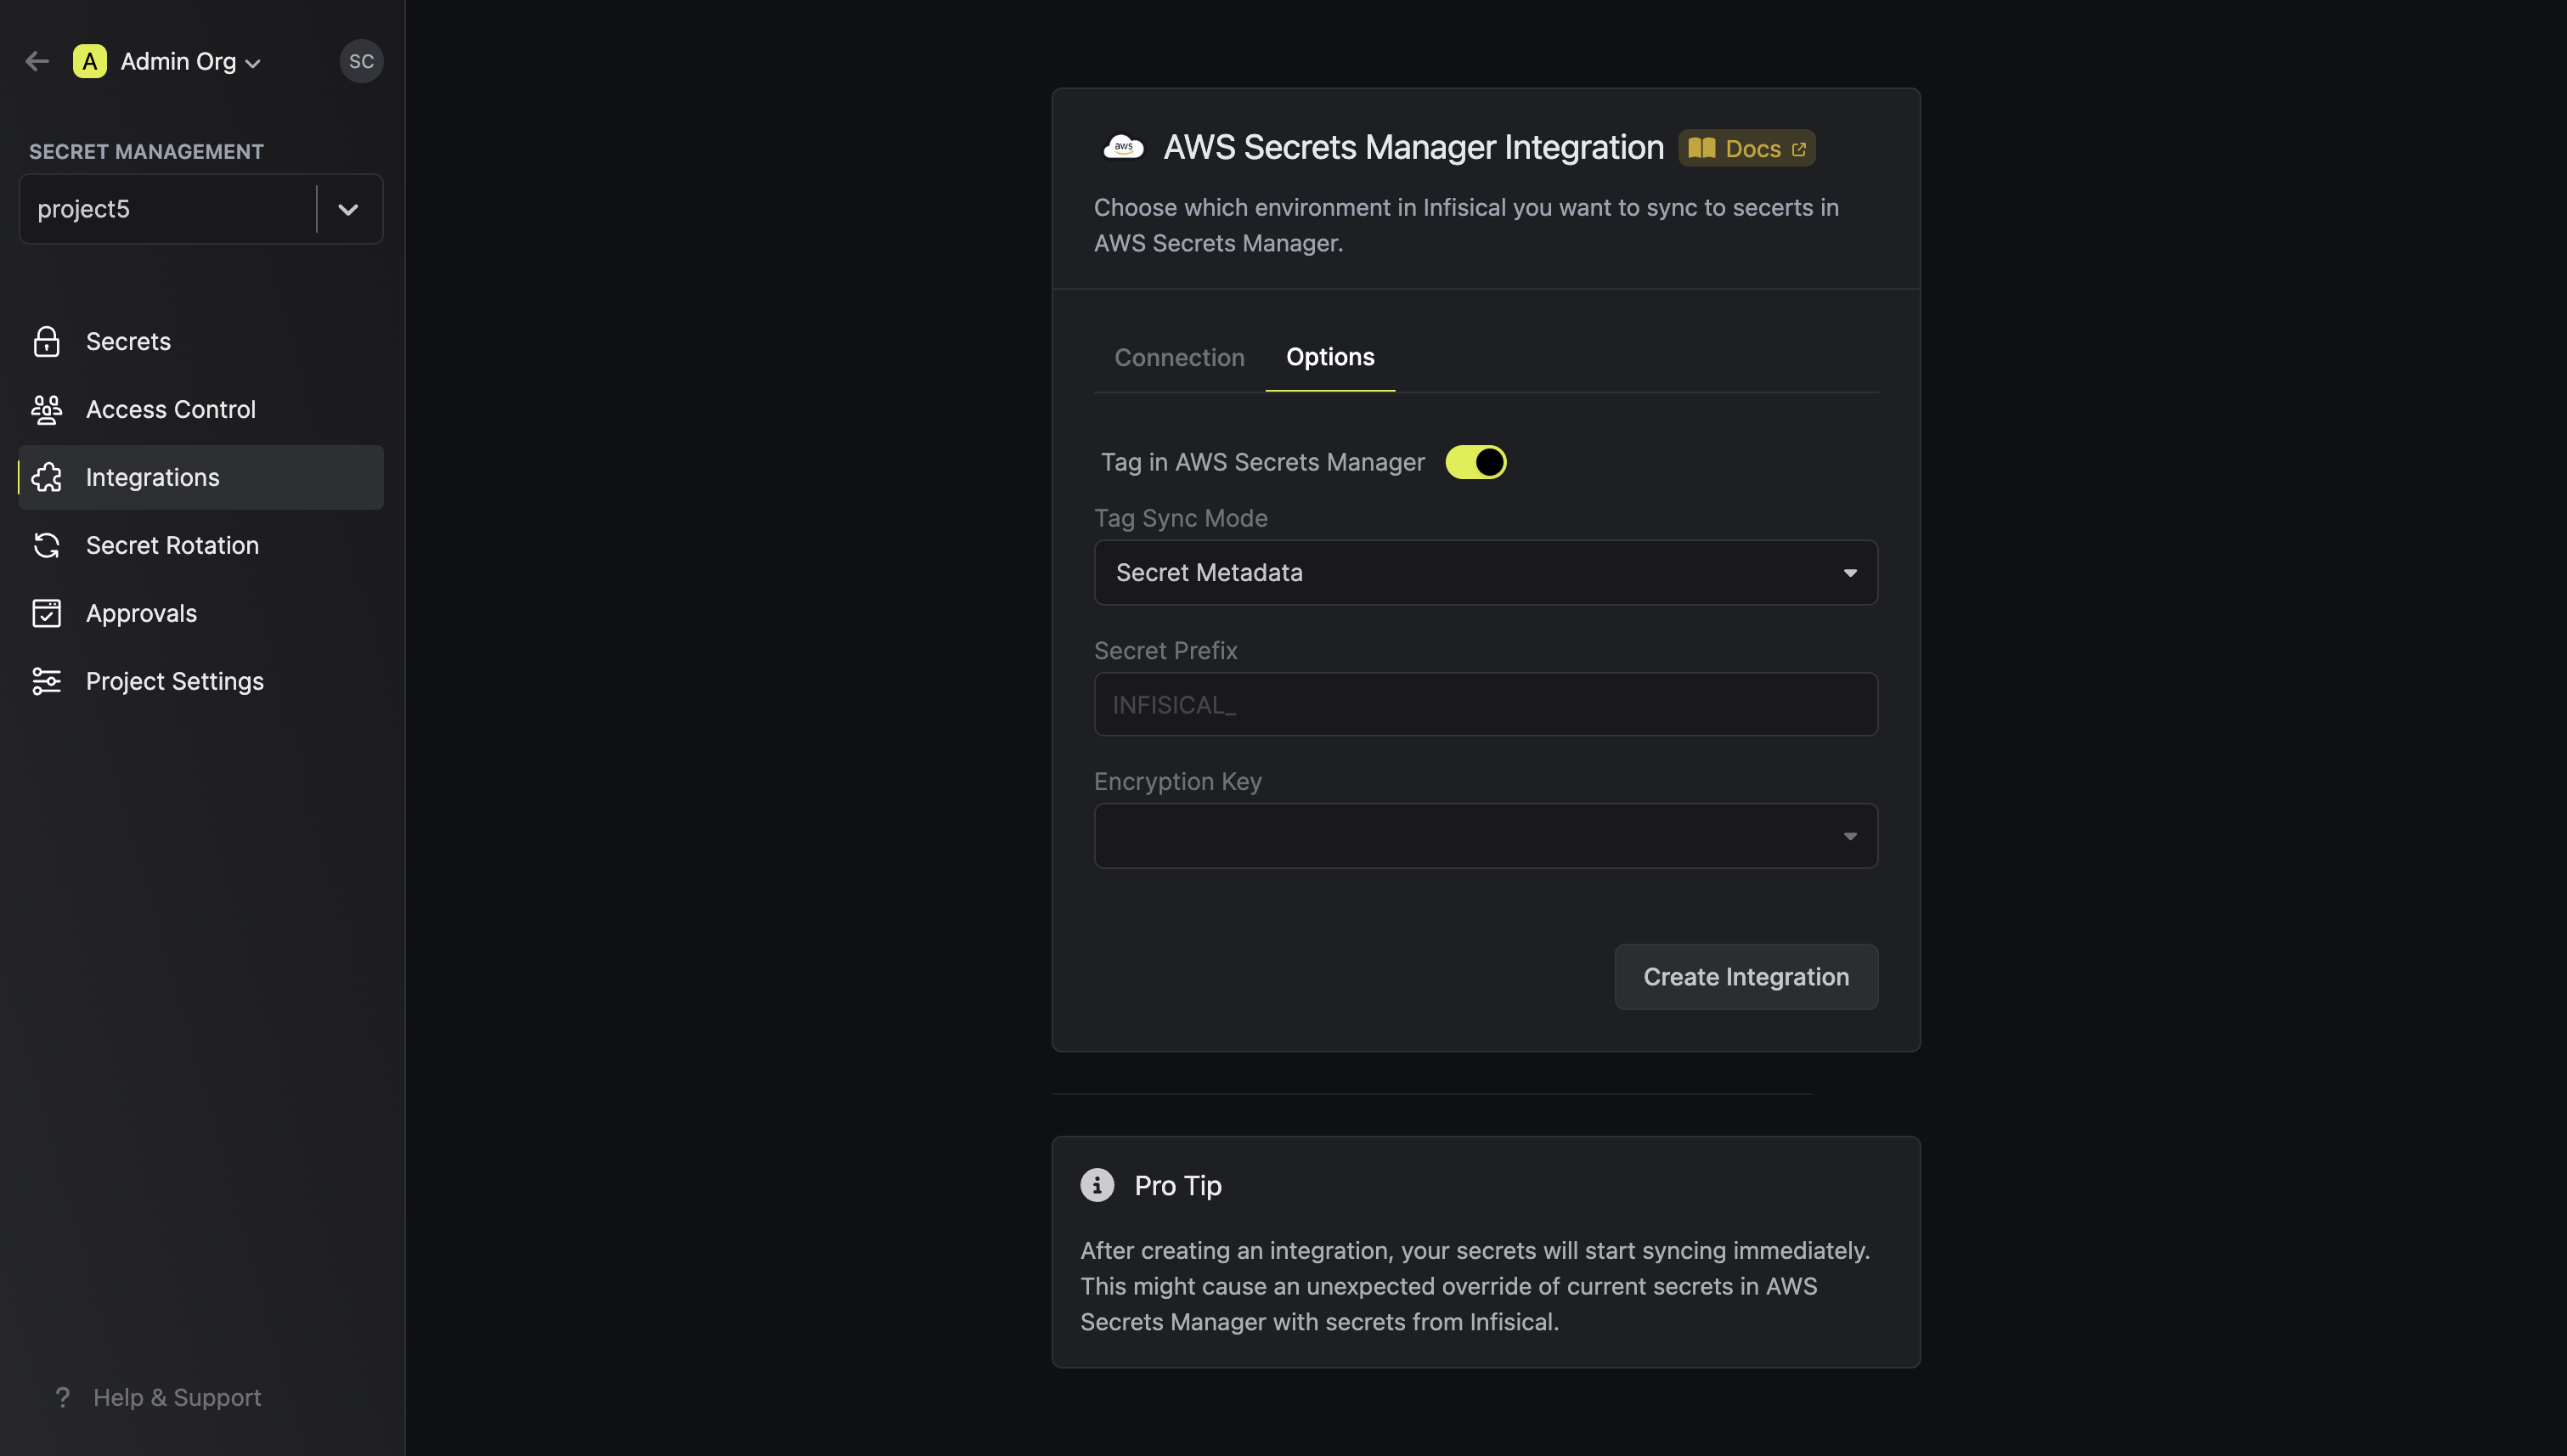 A Admin Org
SC
SECRET MANAGEMENT
project5
Secrets
Access Control
Integrations
Secret Rotation
Approvals
Project Settings
? Help & Support
aws AWS Secrets Manager Integration Docs
Choose which environment in Infisical you want to sync to secerts in
AWS Secrets Manager.
Connection Options
Tag in AWS Secrets Manager
Tag Sync Mode
Secret Metadata
Secret Prefix
INFISICAL_
Encryption Key
Create Integration
Pro Tip
After creating an integration, your secrets will start syncing immediately.
This might cause an unexpected override of current secrets in AWS
Secrets Manager with secrets from Infisical.